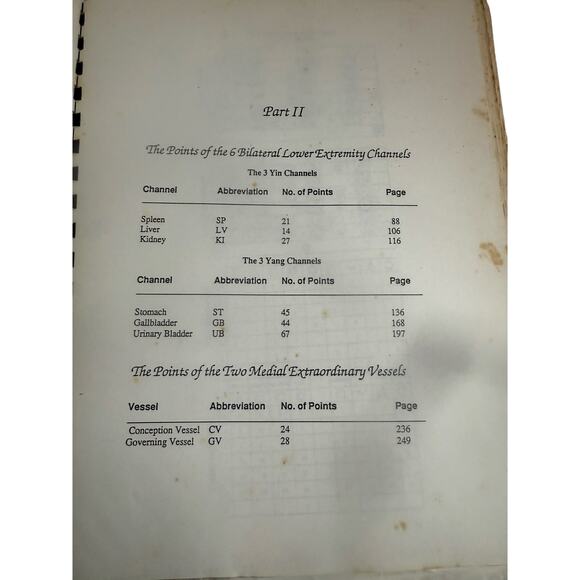 Part II
The Points of the 6 Bilateral Lower Extremity Channels
The 3 Yin Channels
Channel Abbreviation No. of Points Page
Spleen SP 21 88
Liver LV 14 106
Kidney KI 27 116
The 3 Yang Channels
Channel Abbreviation No. of Points Page
Stomach ST 45 136
Gallbladder GB 44 168
Urinary Bladder UB 67 197
The Points of the Two Medial Extraordinary Vessels
Vessel Abbreviation No. of Points Page
Conception Vessel CV 24 236
Governing Vessel GV 28 249